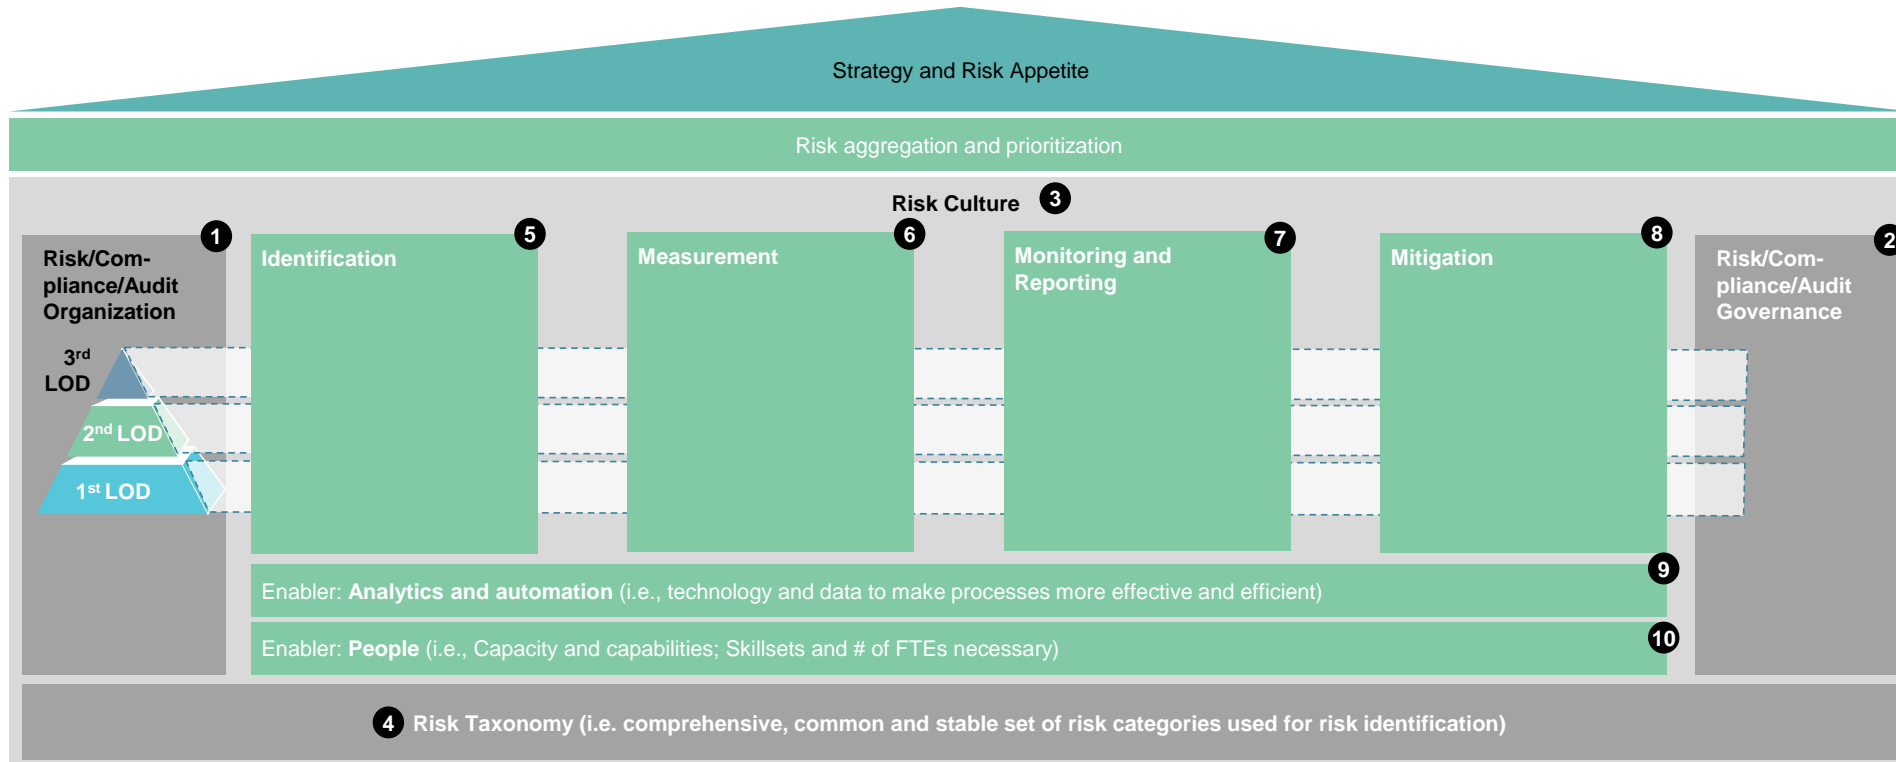 Strategy and Risk Appetite
Risk aggregation and prioritization
Risk Culture 3
1
Risk/Com-
pliance/Audit
Organization
3rd
LOD
2nd LOD
1st LOD
5
Identification
6
Measurement
7
Monitoring and
Reporting
8
Mitigation
2
Risk/Com-
pliance/Audit
Governance
9
Enabler: Analytics and automation (i.e., technology and data to make processes more effective and efficient)
10
Enabler: People (i.e., Capacity and capabilities; Skillsets and # of FTEs necessary)
4 Risk Taxonomy (i.e. comprehensive, common and stable set of risk categories used for risk identification)